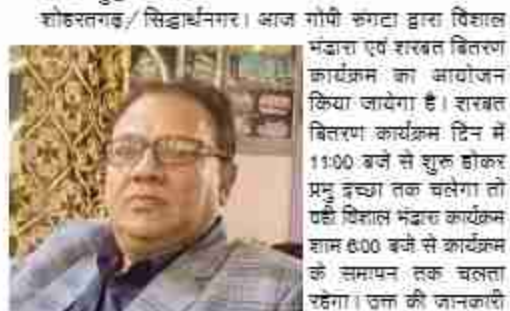 शोहरतगढ़/ सिद्धार्थनगर। आज गोपी रुंगटा द्वारा विशाल
भंडारा एवं शरबत बितरण
कार्यक्रम का आयोजन
किया जायेगा है। शरबत
बितरण कार्यक्रम दिन में
11:00 बजे से शुरू होकर
प्रभु इच्छा तक चलेगा तो
वही विशाल भंडारा कार्यक्रम
शाम 6:00 बजे से कार्यक्रम
के समापन तक चलता
रहेगा। उक्त की जानकारी